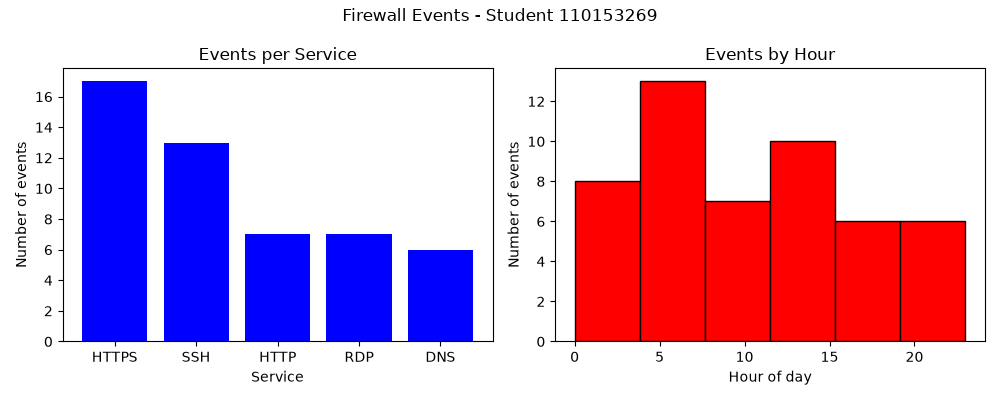 Firewall Events - Student 110153269
Events per Service
Number of events
16
14
12
10
8
6
4
2
0
HTTPS SSH HTTP RDP DNS
Service
Events by Hour
Number of events
12
10
8
6
4
2
0
0 5 10 15 20
Hour of day